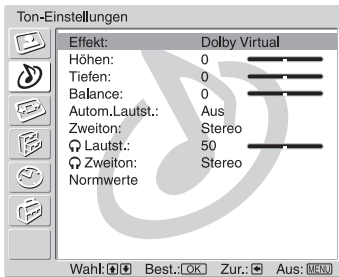 Ton-Einstellungen
Effekt: Dolby Virtual
Höhen: 0
Tiefen: 0
Balance: 0
Autom.Lautst.: Aus
Zweiton: Stereo
Lautst.: 50
Zweiton: Stereo
Normwerte
Wahl: Best.: OK Zur.: Aus: MENU